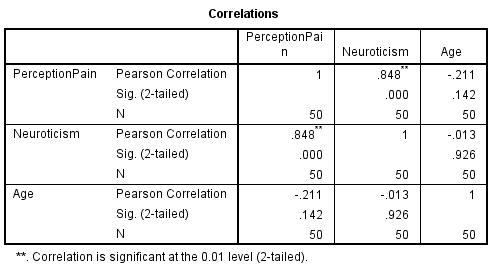 Correlations
PerceptionPai
n Neuroticism Age
PerceptionPain Pearson Correlation 1 .848** -.211
Sig. (2-tailed) .000 .142
N 50 50 50
Neuroticism Pearson Correlation .848** 1 -.013
Sig. (2-tailed) .000 .926
N 50 50 50
Age Pearson Correlation -.211 -.013 1
Sig. (2-tailed) .142 .926
N 50 50 50
**. Correlation is significant at the 0.01 level (2-tailed).